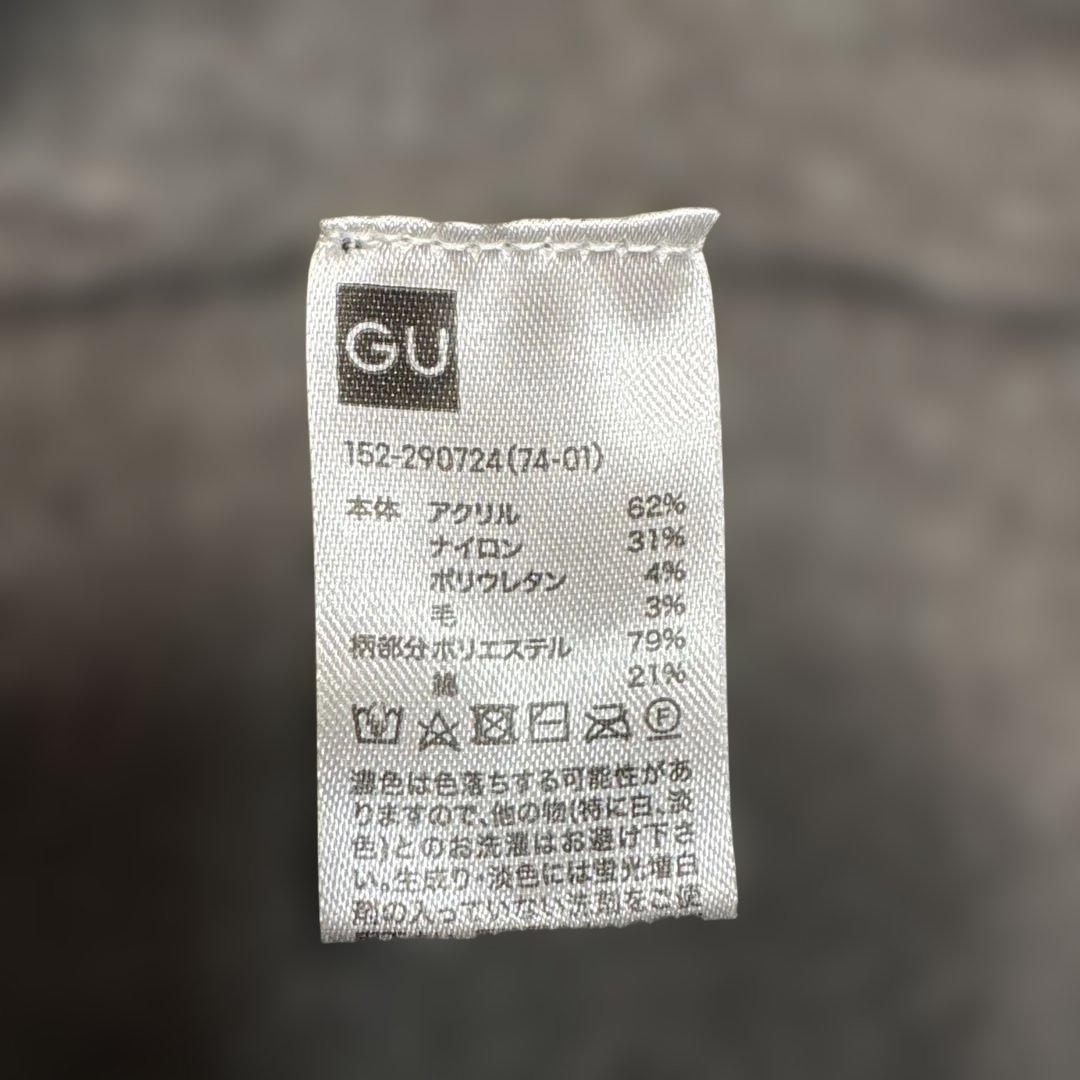 GU
152-290724(74-01)
本体 アクリル 62%
ナイロン 31%
ポリウレタン 4%
毛 3%
柄部分 ポリエステル 79%
綿 21%
F
濃色は色落ちする可能性があ
りますので、他の物(特に白、淡
色)とのお洗濯はお避け下さ
い。生成り・淡色には蛍光増白
剤の入っていない洗剤をご使